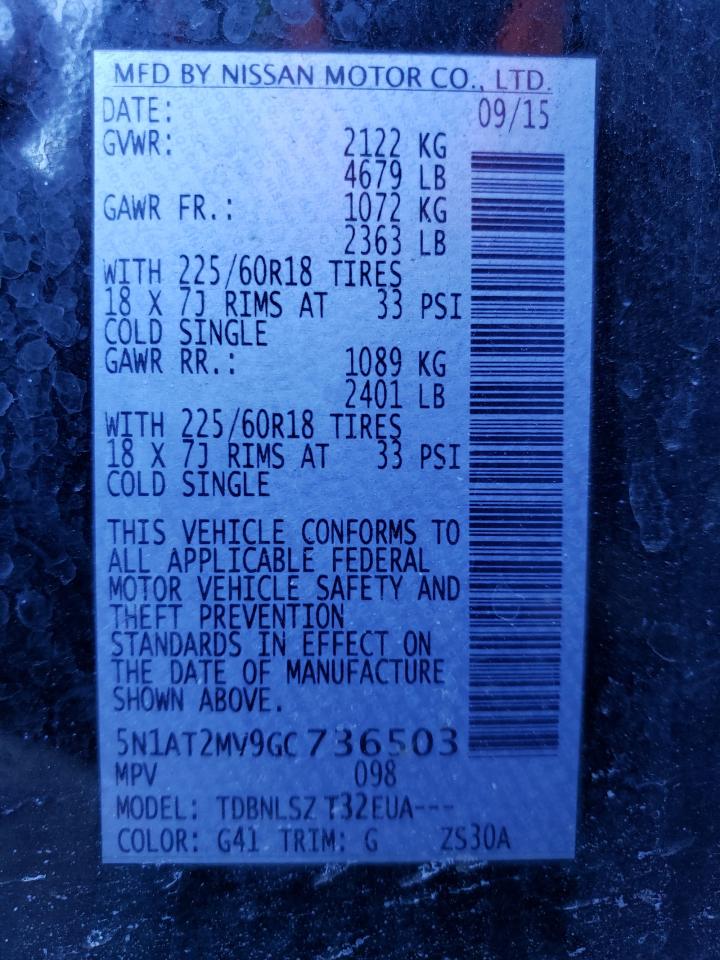 MFD BY NISSAN MOTOR CO., LTD.
DATE: 09/15
GVWR: 2122 KG
4679 LB
GAWR FR.: 1072 KG
2363 LB
WITH 225/60R18 TIRES
18 X 7J RIMS AT 33 PSI
COLD SINGLE
GAWR RR.: 1089 KG
2401 LB
WITH 225/60R18 TIRES
18 X 7J RIMS AT 33 PSI
COLD SINGLE
THIS VEHICLE CONFORMS TO
ALL APPLICABLE FEDERAL
MOTOR VEHICLE SAFETY AND
THEFT PREVENTION
STANDARDS IN EFFECT ON
THE DATE OF MANUFACTURE
SHOWN ABOVE.
5N1AT2MV9GC736503
MPV 098
MODEL: TDBNLSZ T32EUA---
COLOR: G41 TRIM: G ZS30A